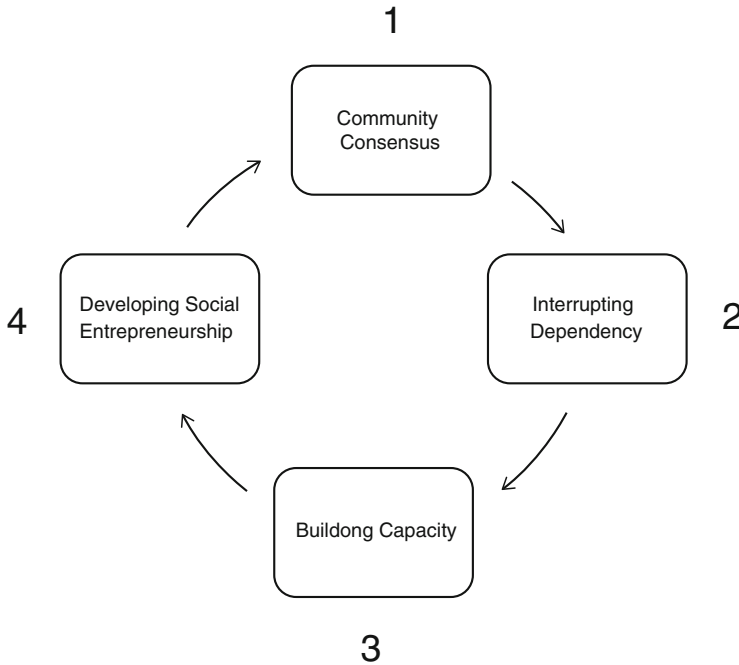 1
Community
Consensus
2
Interrupting
Dependency
3
Buildong Capacity
4
Developing Social
Entrepreneurship